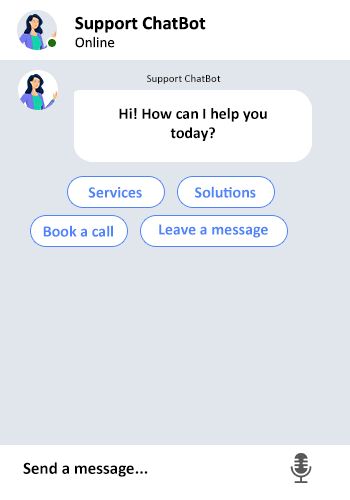 Support ChatBot
Online
Support ChatBot
Hi! How can I help you
today?
Services
Solutions
Book a call
Leave a message
Send a message...